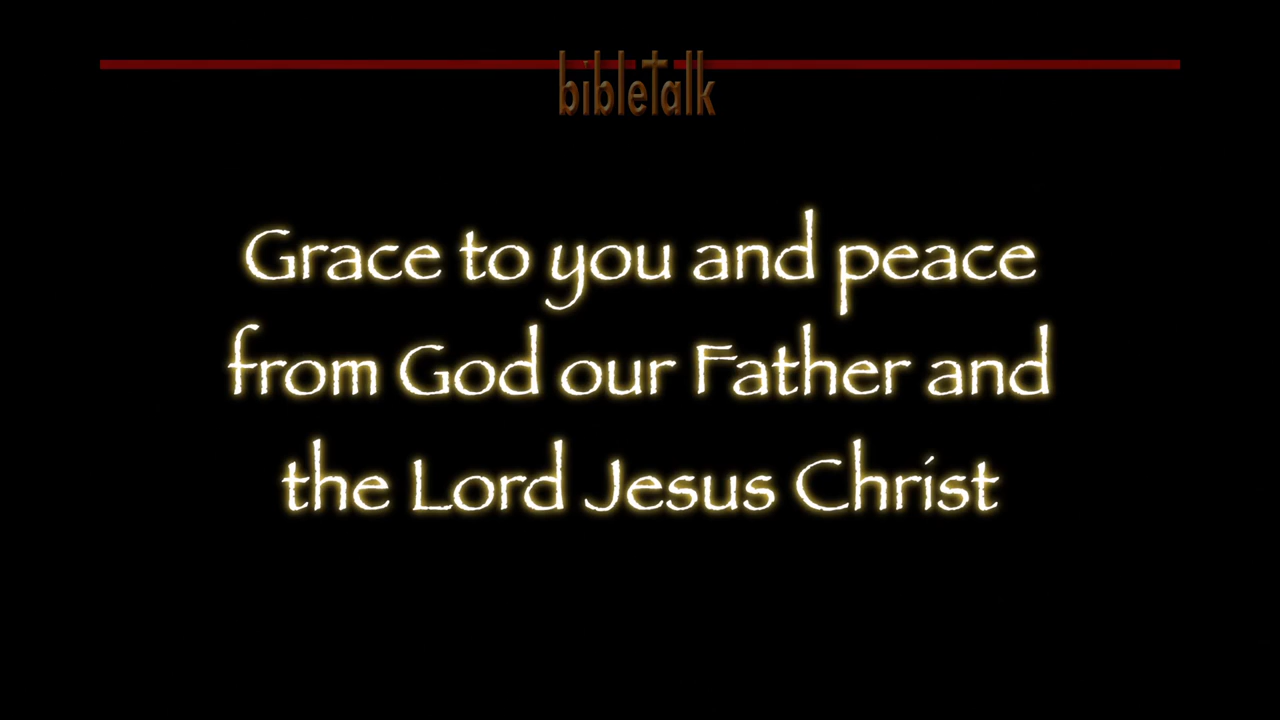 bibleTalk
Grace to you and peace
from God our Father and
the Lord Jesus Christ